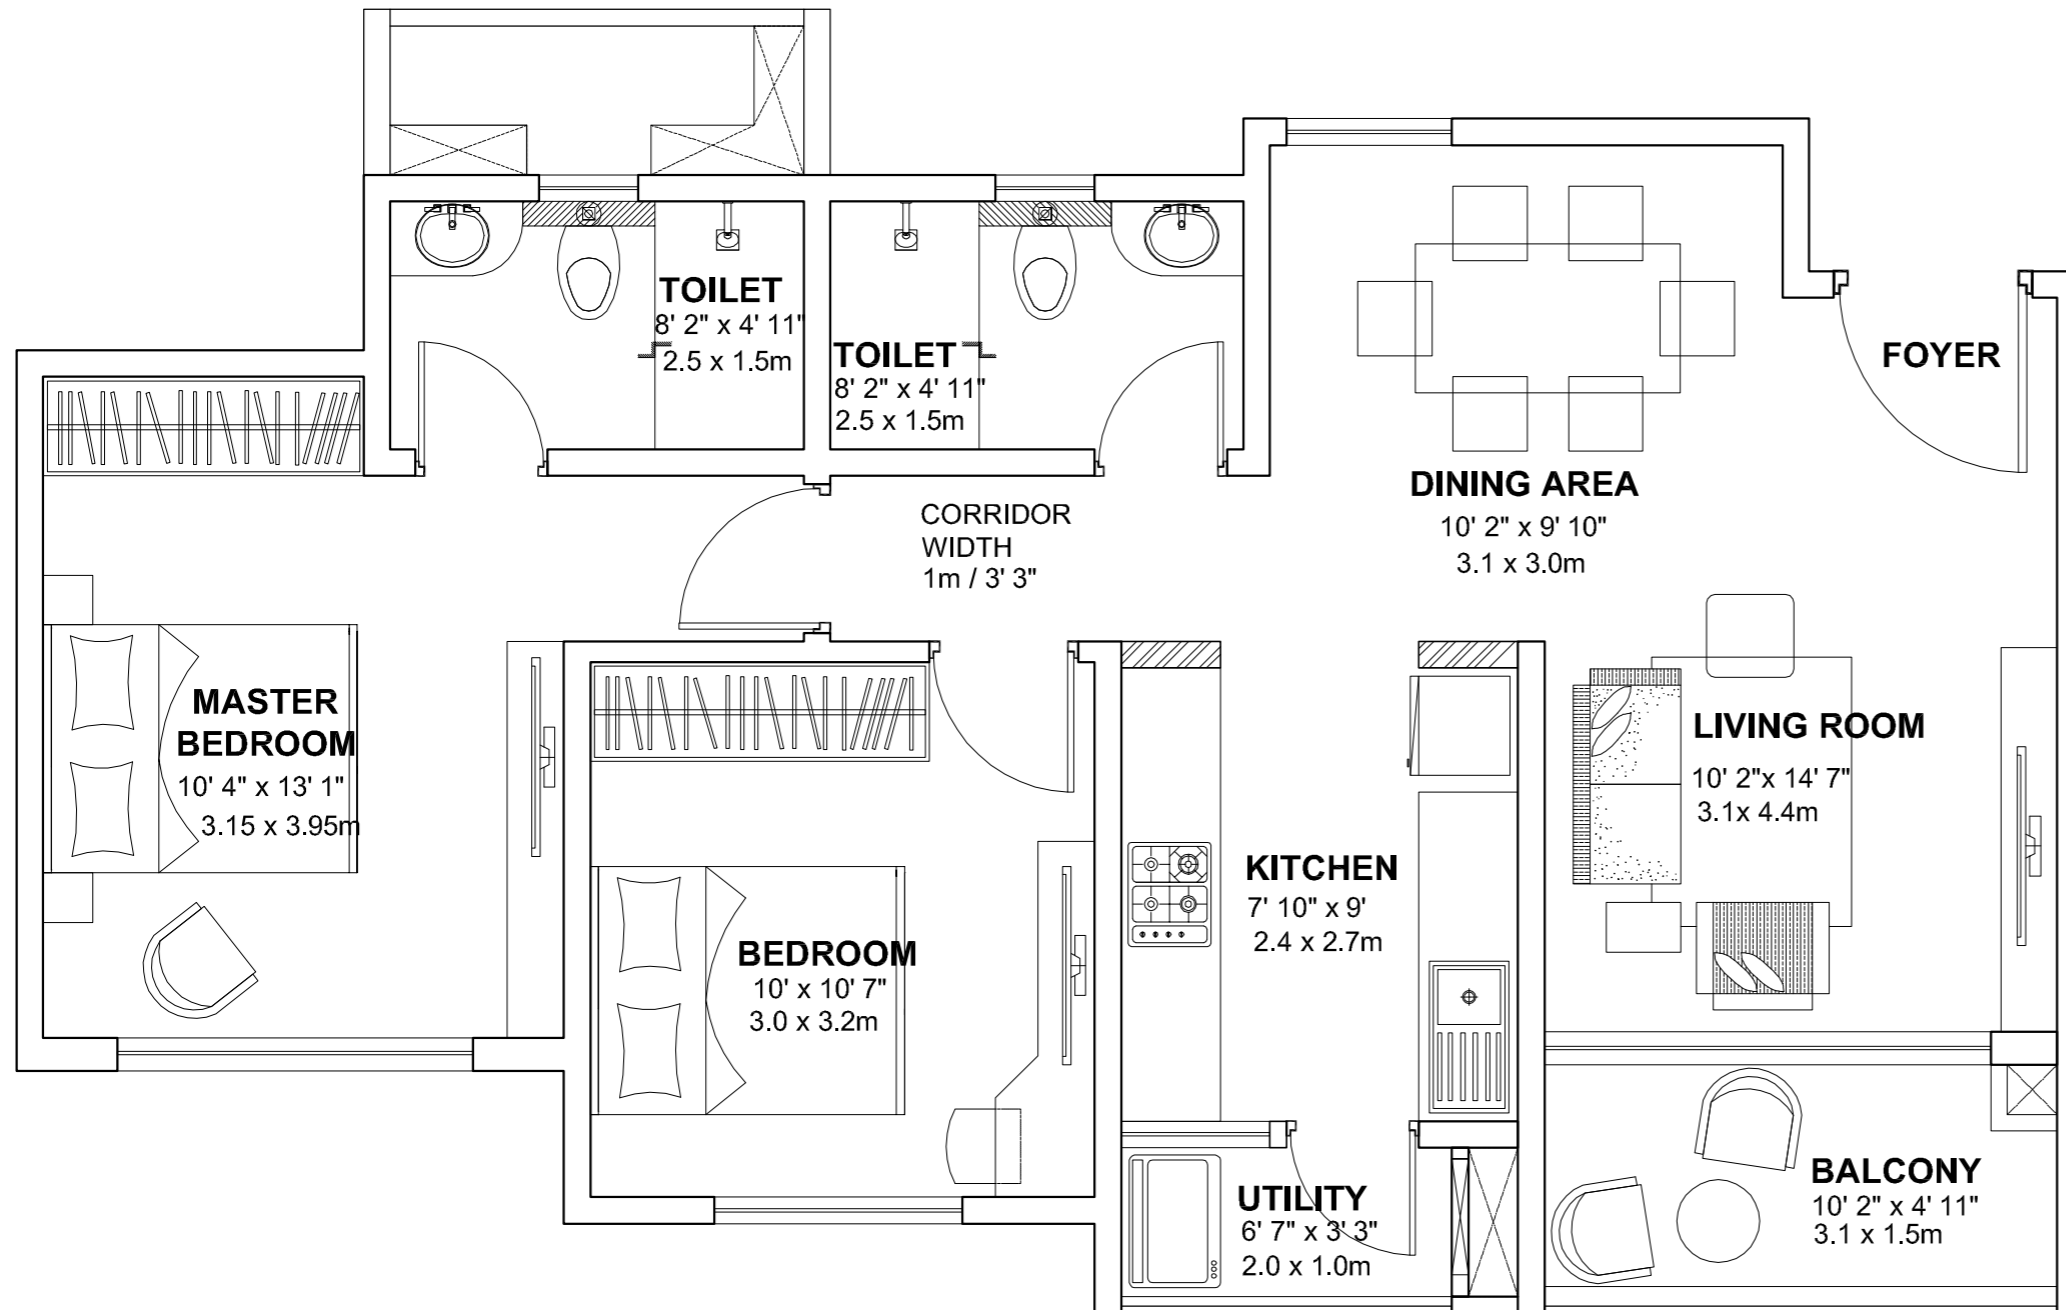 TOILET
8' 2" x 4' 11"
2.5 x 1.5m
TOILET
8' 2" x 4' 11"
2.5 x 1.5m
FOYER
DINING AREA
10' 2" x 9' 10"
3.1 x 3.0m
CORRIDOR
WIDTH
1m / 3' 3"
MASTER
BEDROOM
10' 4" x 13' 1"
3.15 x 3.95m
LIVING ROOM
10' 2"x 14' 7"
3.1x 4.4m
KITCHEN
7' 10" x 9'
2.4 x 2.7m
BEDROOM
10' x 10' 7"
3.0 x 3.2m
UTILITY
6' 7" x 3' 3"
2.0 x 1.0m
BALCONY
10' 2" x 4' 11"
3.1 x 1.5m